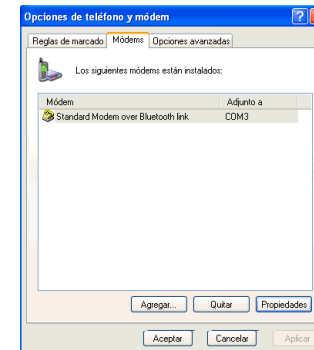 Opciones de teléfono y módem
Reglas de marcado Módems Opciones avanzadas
Los siguientes módems están instalados:
Módem Adjunto a
Standard Modem over Bluetooth link COM3
Agregar... Quitar Propiedades
Aceptar Cancelar Aplicar